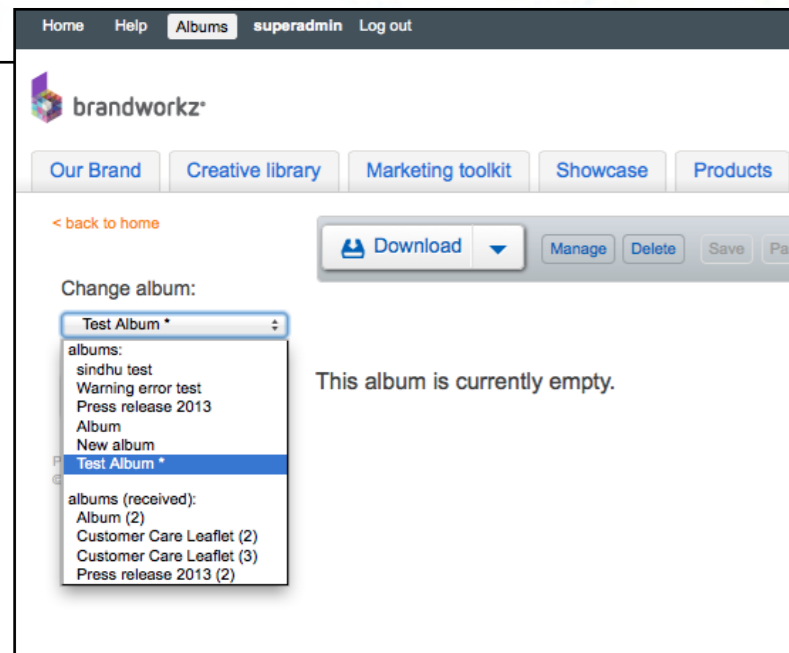 Home Help Albums superadmin Log out
brandworkz
Our Brand Creative library Marketing toolkit Showcase Products
< back to home
Download Manage Delete Save
Change album:
Test Album *
albums:
sindhu test
Warning error test
Press release 2013
Album
New album
Test Album *
albums (received):
Album (2)
Customer Care Leaflet (2)
Customer Care Leaflet (3)
Press release 2013 (2)
This album is currently empty.